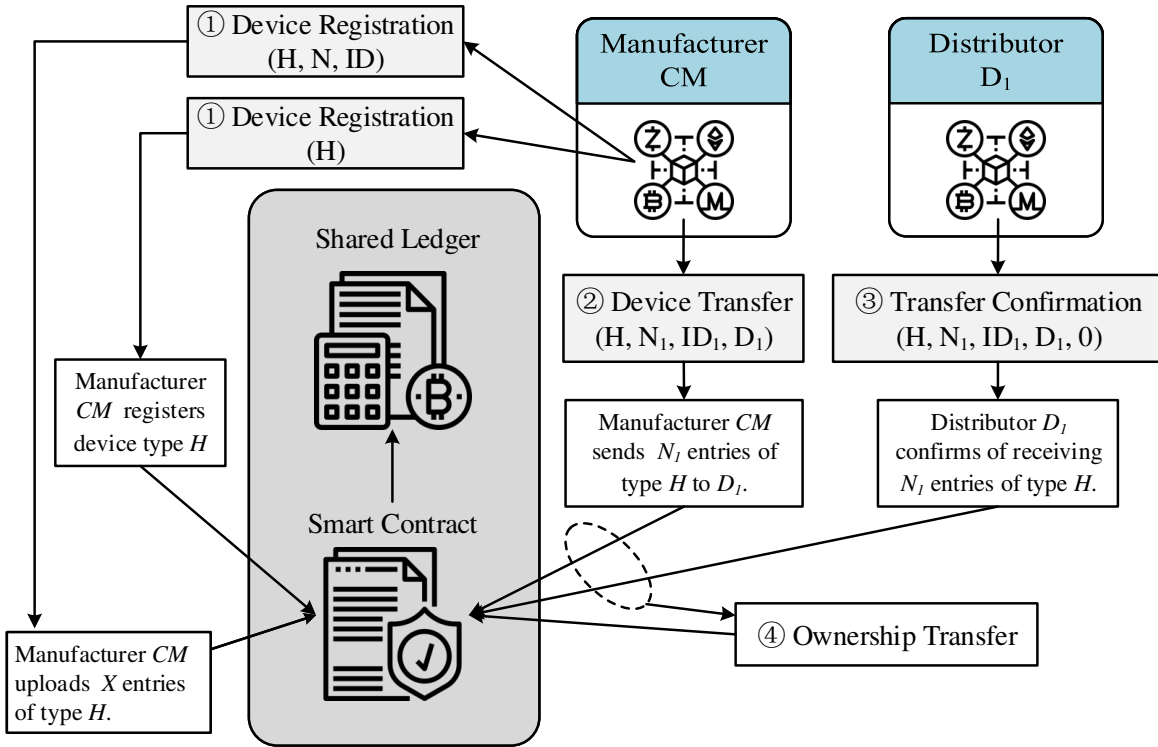 ① Device Registration
(H, N, ID)
① Device Registration
(H)
Manufacturer
CM
Distributor
D₁
Shared Ledger
② Device Transfer
(H, N₁, ID₁, D₁)
③ Transfer Confirmation
(H, N₁, ID₁, D₁, 0)
Manufacturer
CM registers
device type H
Manufacturer CM
sends N₁ entries of
type H to D₁.
Distributor D₁
confirms of receiving
N₁ entries of type H.
Smart Contract
④ Ownership Transfer
Manufacturer CM
uploads X entries
of type H.